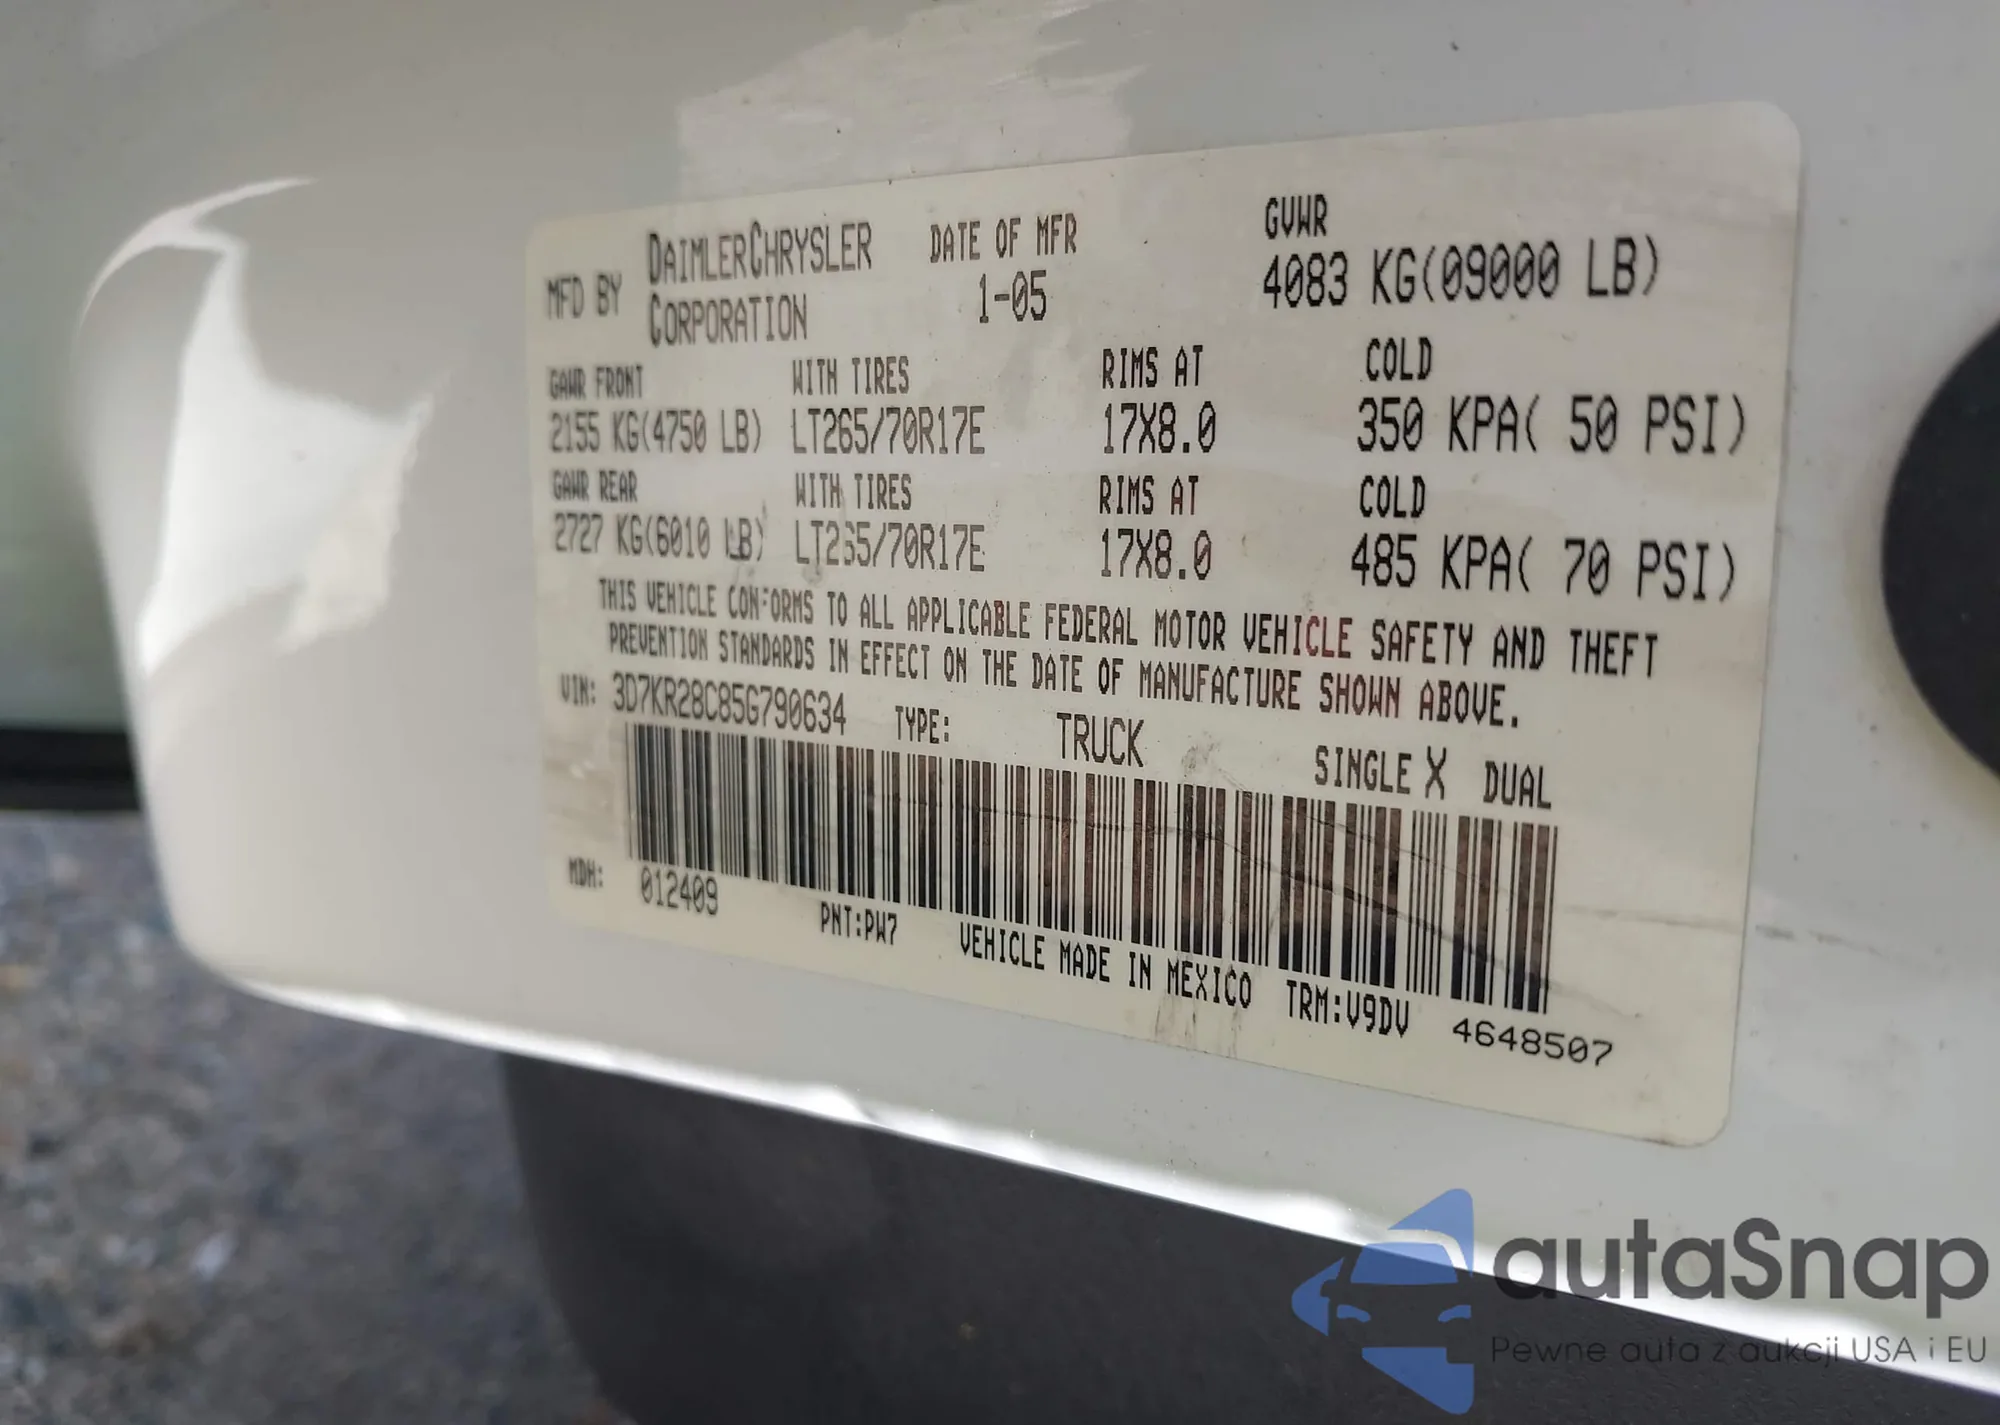 MFD BY DAIMLERCHRYSLER CORPORATION DATE OF MFR 1-05 GVWR 4083 KG(09000 LB)
GAWR FRONT WITH TIRES RIMS AT COLD
2155 KG(4750 LB) LT265/70R17E 17X8.0 350 KPA( 50 PSI)
GAWR REAR WITH TIRES RIMS AT COLD
2727 KG(6010 LB) LT265/70R17E 17X8.0 485 KPA( 70 PSI)
THIS VEHICLE CONFORMS TO ALL APPLICABLE FEDERAL MOTOR VEHICLE SAFETY AND THEFT
PREVENTION STANDARDS IN EFFECT ON THE DATE OF MANUFACTURE SHOWN ABOVE.
VIN: 3D7KR28C85G790634 TYPE: TRUCK SINGLE X DUAL
MDH: 012409 PNT:PW7 VEHICLE MADE IN MEXICO TRM:V9DV 4648507
autaSnap
Pewne auta z aukcji USA i EU